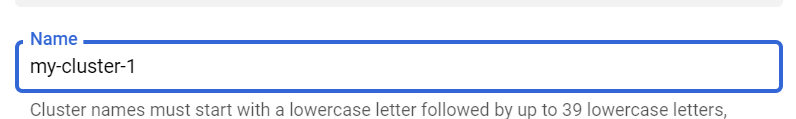 Name
my-cluster-1
Cluster names must start with a lowercase letter followed by up to 39 lowercase letters,